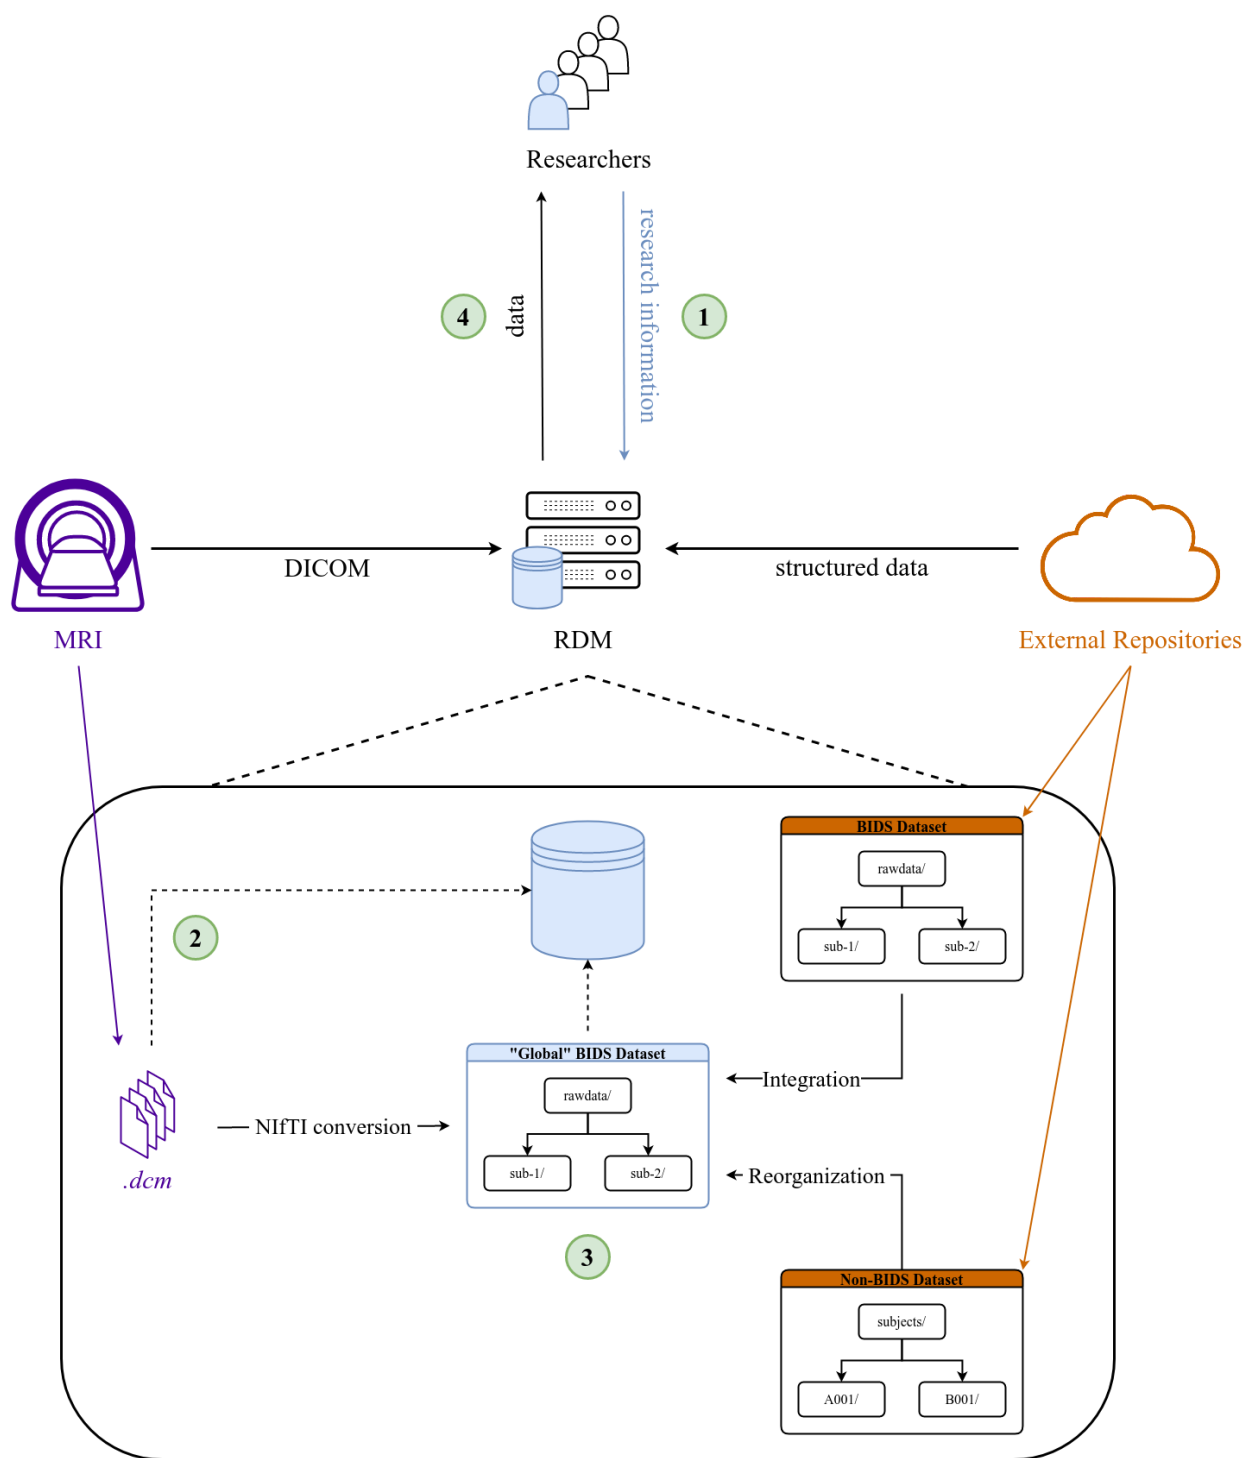 Researchers
4
data
research information
1
DICOM
structured data
MRI
RDM
External Repositories
BIDS Dataset
rawdata/
sub-1/
sub-2/
2
"Global" BIDS Dataset
rawdata/
sub-1/
sub-2/
Integration
NIfTI conversion
.dcm
Reorganization
3
Non-BIDS Dataset
subjects/
A001/
B001/